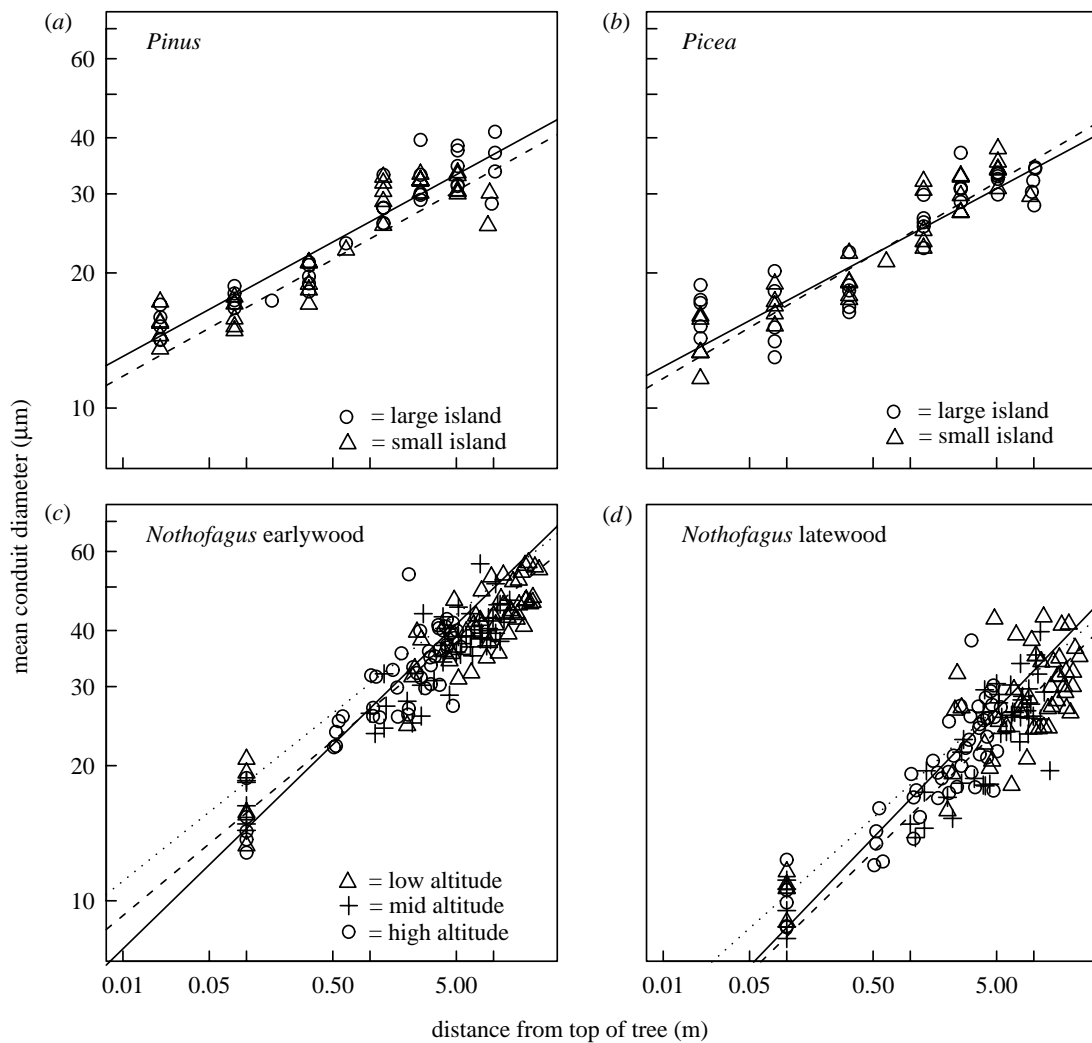 (a)
Pinus
(b)
Picea
60
40
30
20
10
= large island
= small island
= large island
= small island
(c)
Nothofagus earlywood
(d)
Nothofagus latewood
60
40
30
20
10
= low altitude
= mid altitude
= high altitude
0.01 0.05 0.50 5.00
0.01 0.05 0.50 5.00
mean conduit diameter (µm)
distance from top of tree (m)